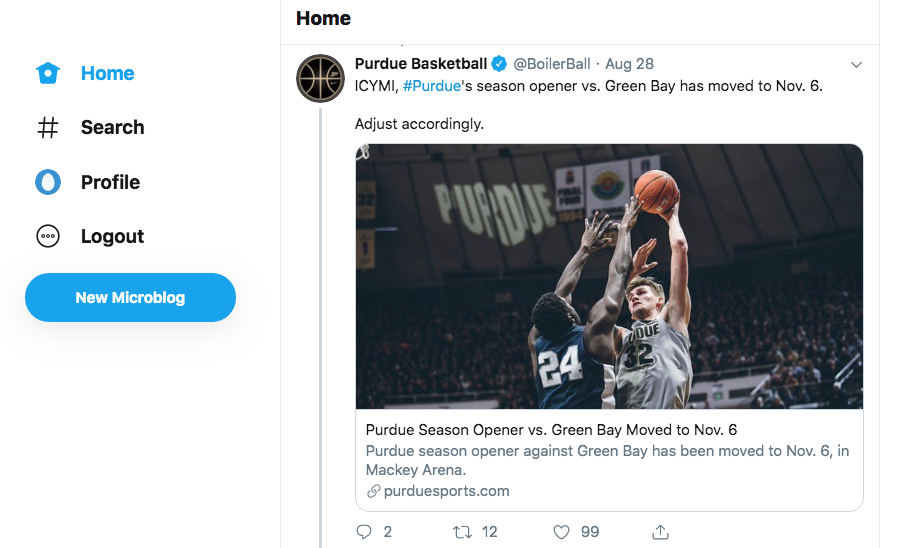 Home
Search
Profile
Logout
New Microblog
Home
Purdue Basketball @BoilerBall · Aug 28
ICYMI, #Purdue's season opener vs. Green Bay has moved to Nov. 6.
Adjust accordingly.
PURDUE
FINAL
FOUR
1994
24
PURDUE
32
Purdue Season Opener vs. Green Bay Moved to Nov. 6
Purdue season opener against Green Bay has been moved to Nov. 6, in
Mackey Arena.
purduesports.com
2
12
99